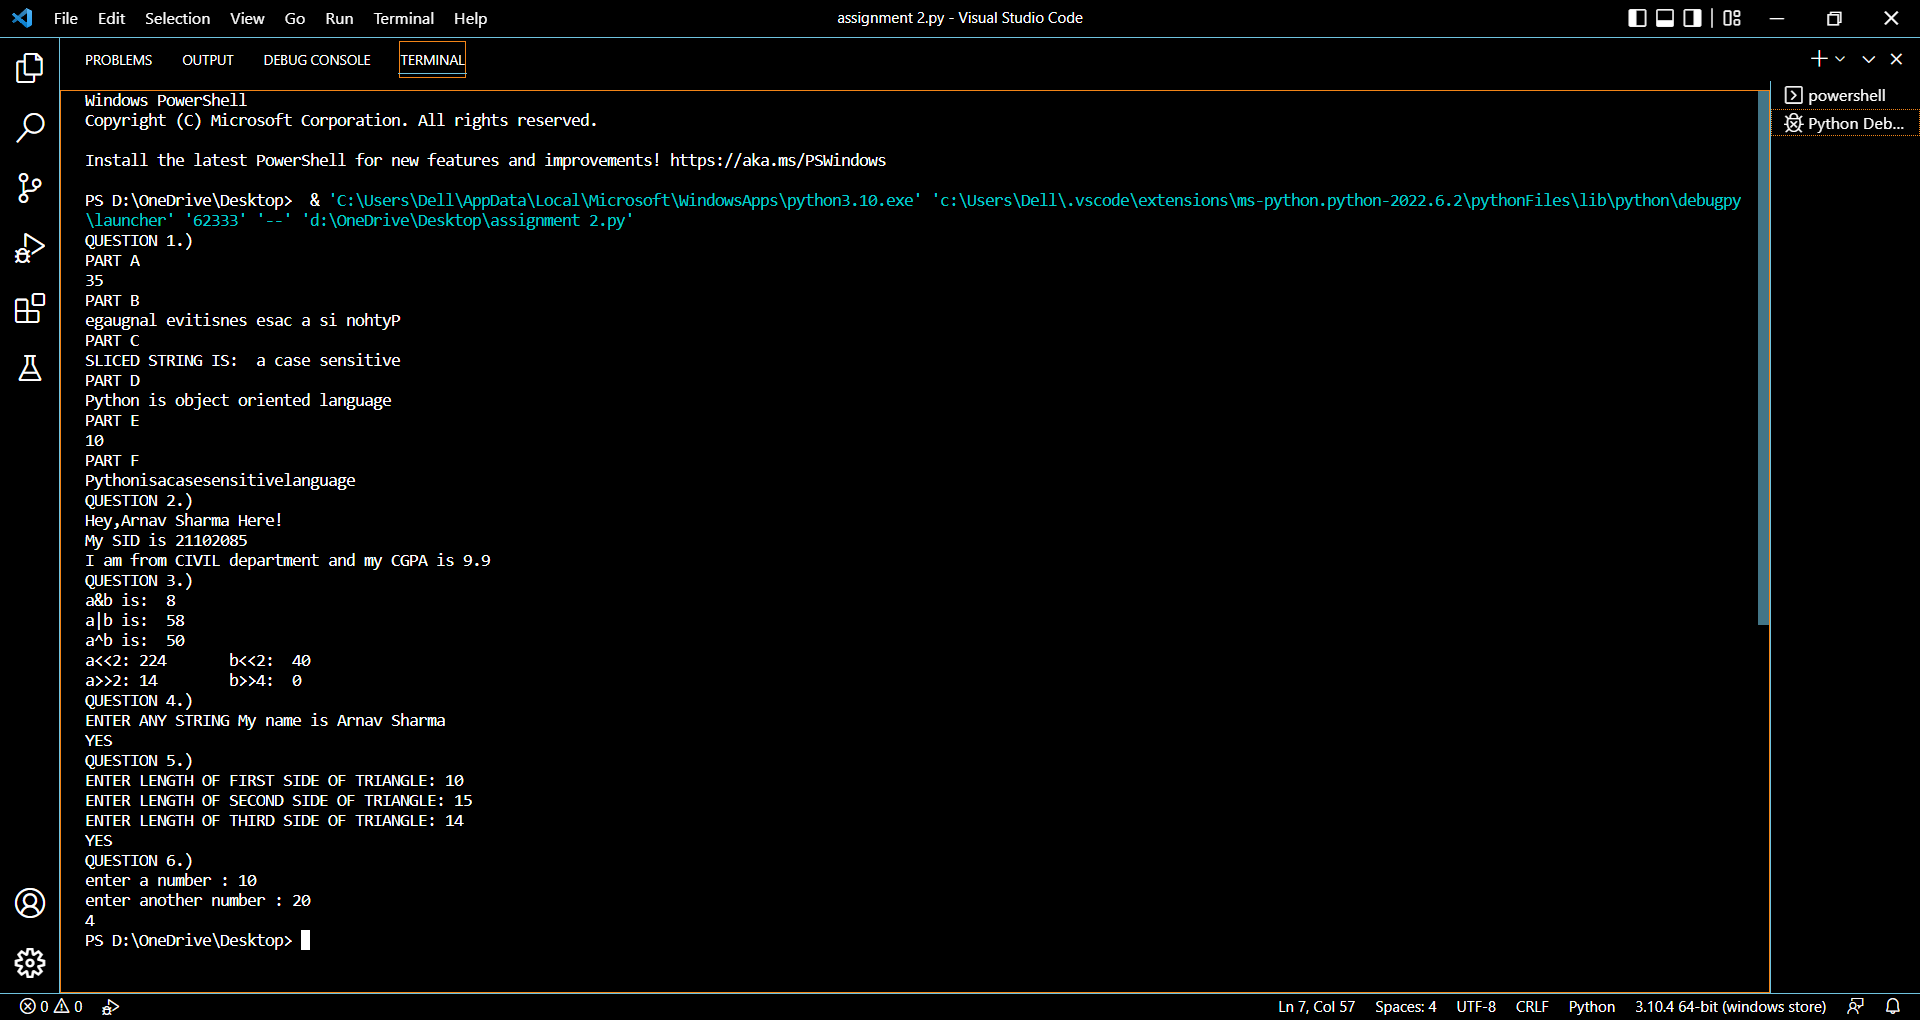 File Edit Selection View Go Run Terminal Help
assignment 2.py - Visual Studio Code
PROBLEMS OUTPUT DEBUG CONSOLE TERMINAL
powershell
Python Deb...
Windows PowerShell
Copyright (C) Microsoft Corporation. All rights reserved.
Install the latest PowerShell for new features and improvements! https://aka.ms/PSWindows
PS D:\OneDrive\Desktop>  & 'C:\Users\Dell\AppData\Local\Microsoft\WindowsApps\python3.10.exe' 'c:\Users\Dell\.vscode\extensions\ms-python.python-2022.6.2\pythonFiles\lib\python\debugpy
\launcher' '62333' '--' 'd:\OneDrive\Desktop\assignment 2.py'
QUESTION 1.)
PART A
35
PART B
egaugnal evitisnes esac a si nohtyP
PART C
SLICED STRING IS:  a case sensitive
PART D
Python is object oriented language
PART E
10
PART F
Pythonisacasesensitivelanguage
QUESTION 2.)
Hey,Arnav Sharma Here!
My SID is 21102085
I am from CIVIL department and my CGPA is 9.9
QUESTION 3.)
a&b is:  8
a|b is:  58
a^b is:  50
a<<2: 224       b<<2:  40
a>>2: 14        b>>4:  0
QUESTION 4.)
ENTER ANY STRING My name is Arnav Sharma
YES
QUESTION 5.)
ENTER LENGTH OF FIRST SIDE OF TRIANGLE: 10
ENTER LENGTH OF SECOND SIDE OF TRIANGLE: 15
ENTER LENGTH OF THIRD SIDE OF TRIANGLE: 14
YES
QUESTION 6.)
enter a number : 10
enter another number : 20
4
PS D:\OneDrive\Desktop>
0 0 Ln 7, Col 57 Spaces: 4 UTF-8 CRLF Python 3.10.4 64-bit (windows store)